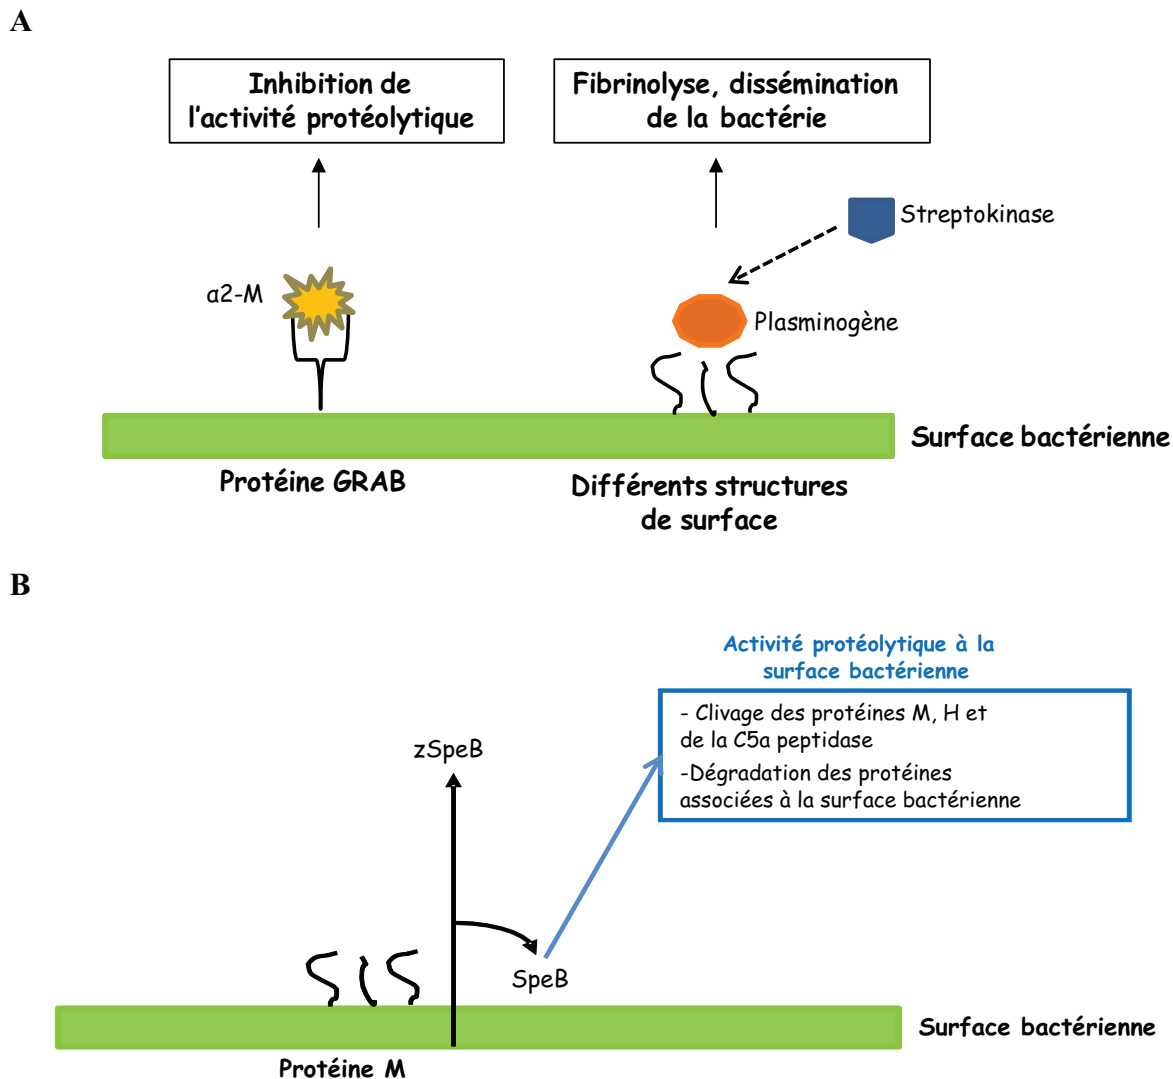 A
Inhibition de
l'activité protéolytique
Fibrinolyse, dissémination
de la bactérie
Streptokinase
α2-M
Plasminogène
Surface bactérienne
Protéine GRAB
Différents structures
de surface
B
Activité protéolytique à la
surface bactérienne
- Clivage des protéines M, H et
de la C5a peptidase
-Dégradation des protéines
associées à la surface bactérienne
zSpeB
SpeB
Surface bactérienne
Protéine M